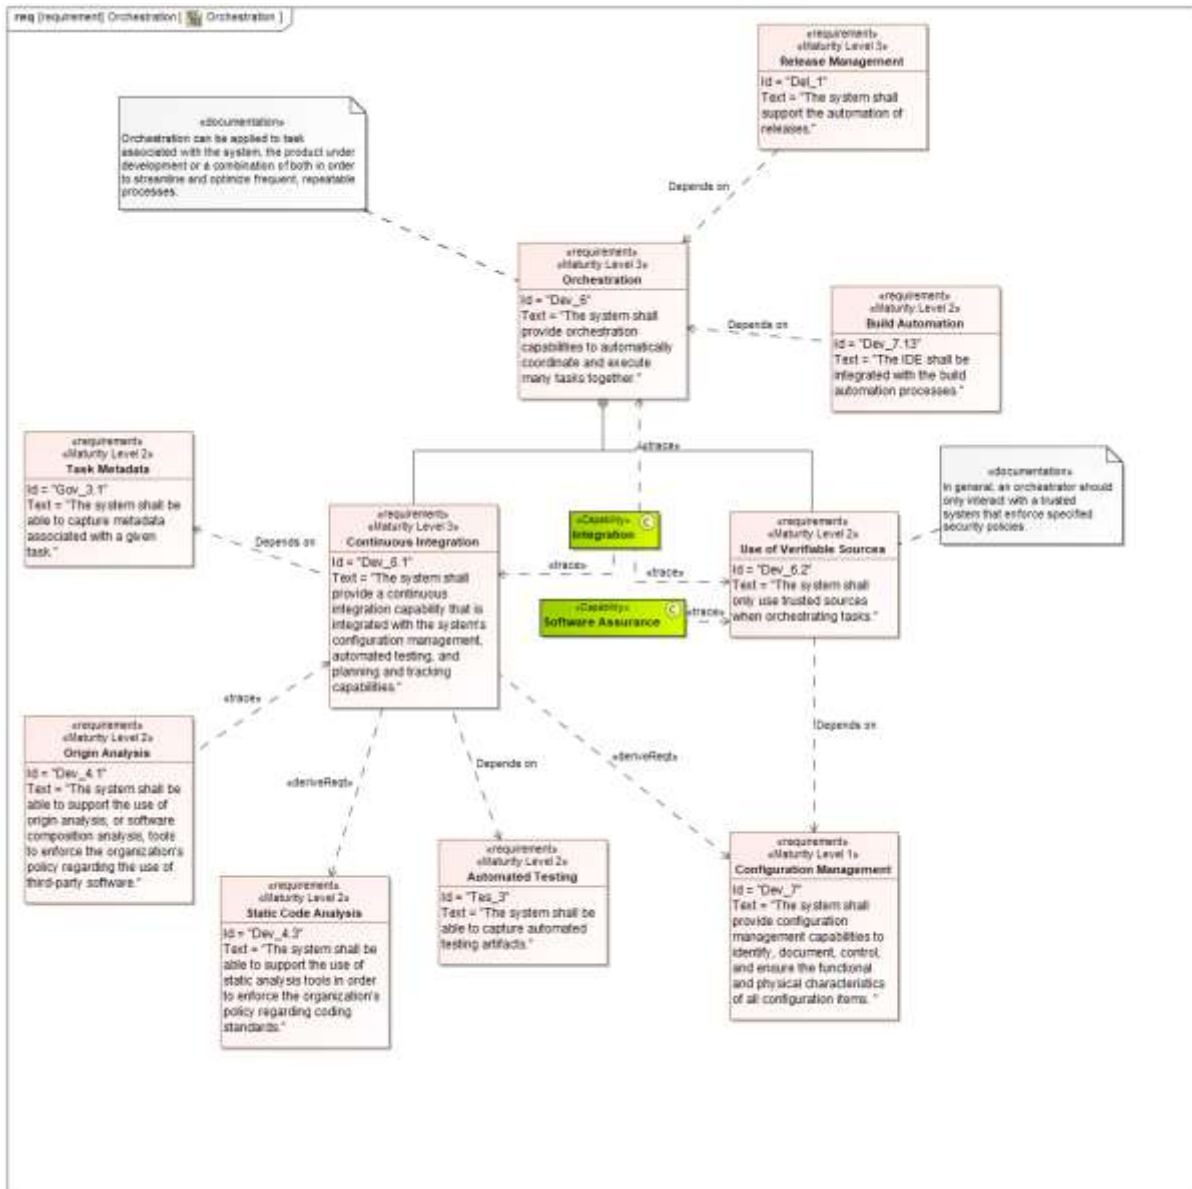 req [requirement] Orchestration [ Orchestration ]
«requirement»
«Maturity Level 3»
Release Management
Id = "Del_1"
Text = "The system shall
support the automation of
releases."
«documentation»
Orchestration can be applied to task
associated with the system, the product under
development or a combination of both in order
to streamline and optimize frequent, repeatable
processes.
Depends on
«requirement»
«Maturity Level 3»
Orchestration
Id = "Dev_6"
Text = "The system shall
provide orchestration
capabilities to automatically
coordinate and execute
many tasks together."
Depends on
«requirement»
«Maturity Level 2»
Build Automation
Id = "Dev_7.13"
Text = "The IDE shall be
integrated with the build
automation processes."
«trace»
«requirement»
«Maturity Level 2»
Task Metadata
Id = "Gov_3.1"
Text = "The system shall be
able to capture metadata
associated with a given
task."
Depends on
«documentation»
In general, an orchestrator should
only interact with a trusted
system that enforce specified
security policies.
«requirement»
«Maturity Level 3»
Continuous Integration
Id = "Dev_6.1"
Text = "The system shall
provide a continuous
integration capability that is
integrated with the system's
configuration management,
automated testing, and
planning and tracking
capabilities."
«Capability»
C
Integration
«trace»
«trace»
«requirement»
«Maturity Level 2»
Use of Verifiable Sources
Id = "Dev_6.2"
Text = "The system shall
only use trusted sources
when orchestrating tasks."
«Capability»
C
Software Assurance
«trace»
«trace»
«requirement»
«Maturity Level 2»
Origin Analysis
Id = "Dev_4.1"
Text = "The system shall be
able to support the use of
origin analysis, or software
composition analysis, tools
to enforce the organization's
policy regarding the use of
third-party software."
«deriveReqt»
Depends on
«deriveReqt»
Depends on
«requirement»
«Maturity Level 2»
Static Code Analysis
Id = "Dev_4.3"
Text = "The system shall be
able to support the use of
static analysis tools in order
to enforce the organization's
policy regarding coding
standards."
«requirement»
«Maturity Level 2»
Automated Testing
Id = "Tes_3"
Text = "The system shall be
able to capture automated
testing artifacts."
«requirement»
«Maturity Level 1»
Configuration Management
Id = "Dev_7"
Text = "The system shall
provide configuration
management capabilities to
identify, document, control,
and ensure the functional
and physical characteristics
of all configuration items. "